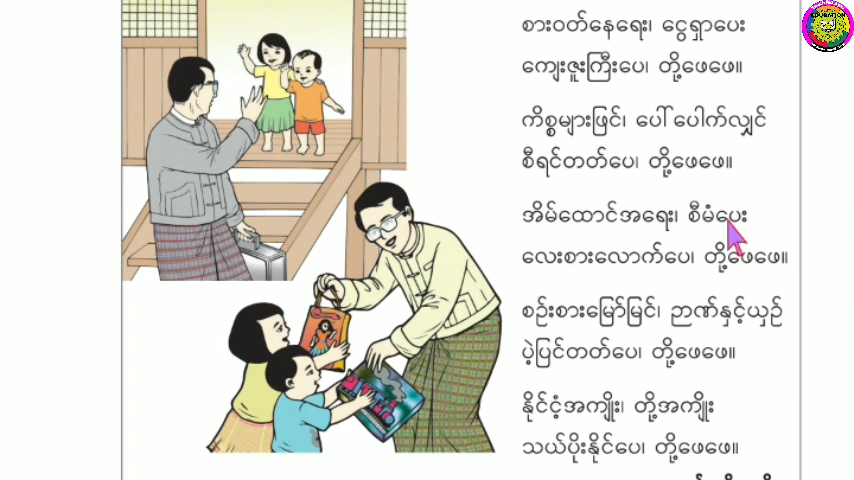 စားဝတ်နေရေး၊ ငွေရှာပေး
ကျေးဇူးကြီးပေ၊ တို့ဖေဖေ။
ကိစ္စများဖြင်၊ ပေါ်ပေါက်လျှင်
စီရင်တတ်ပေ၊ တို့ဖေဖေ။
အိမ်ထောင်အရေး၊ စီမံပေး
လေးစားလောက်ပေ၊ တို့ဖေဖေ။
စဉ်းစားမြော်မြင်၊ ဉာဏ်နှင့်ယှဉ်
ပဲ့ပြင်တတ်ပေ၊ တို့ဖေဖေ။
နိုင်ငံ့အကျိုး၊ တို့အကျိုး
သယ်ပိုးနိုင်ပေ၊ တို့ဖေဖေ။
EDUCATION